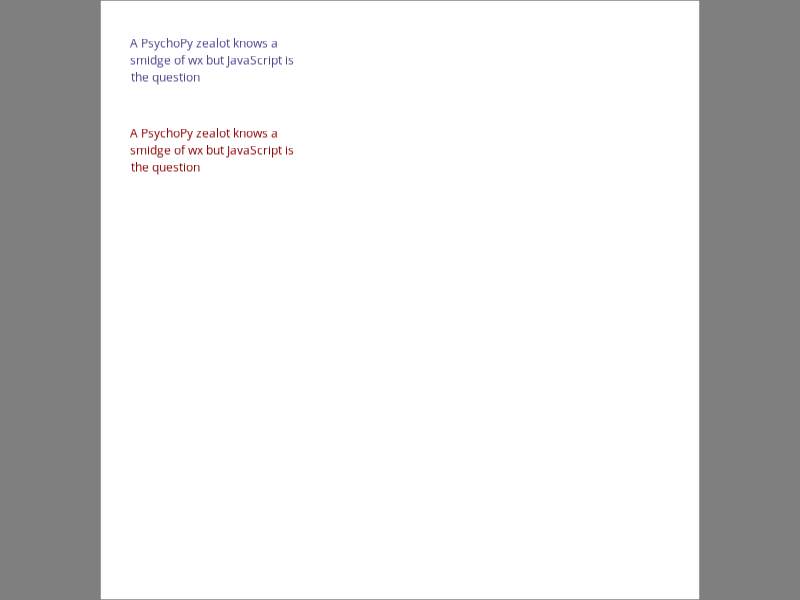 A PsychoPy zealot knows a
smidge of wx but JavaScript is
the question
A PsychoPy zealot knows a
smidge of wx but JavaScript is
the question